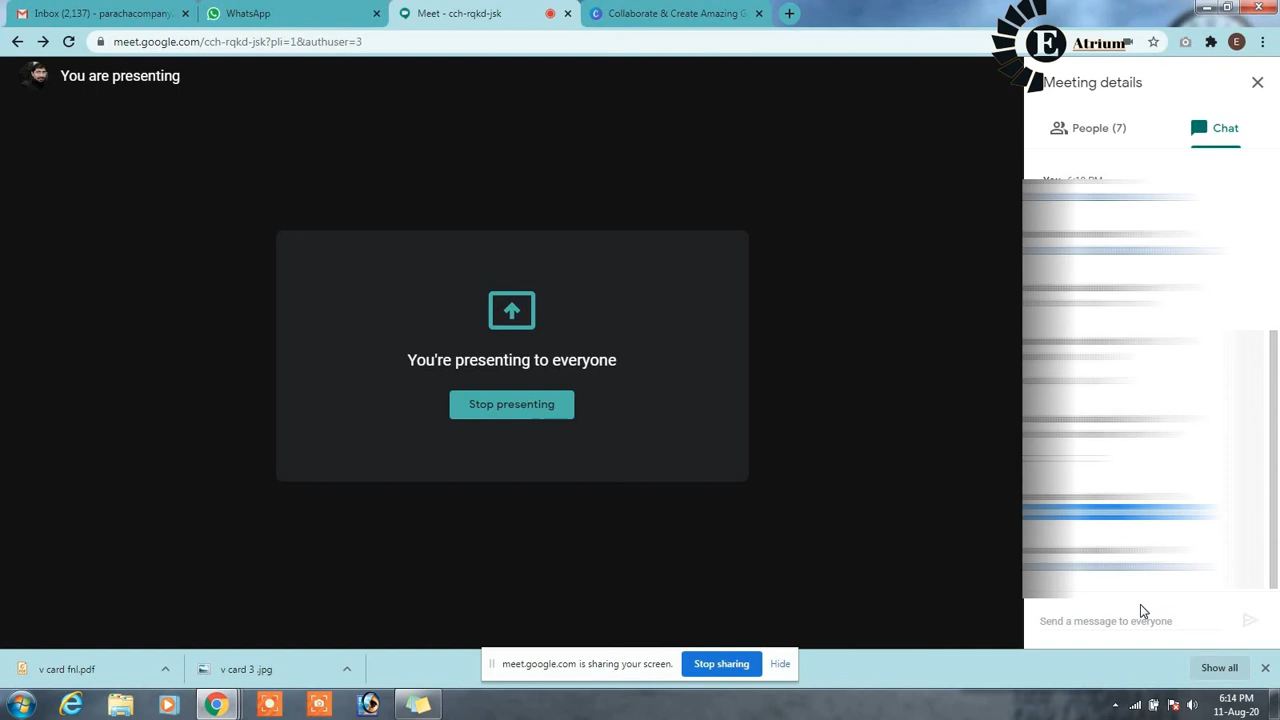 Inbox (2,137) - parachacompany.
WhatsApp
Meet - cch-rqkd-jsk
Collaborate & Create Amazing G
meet.google.com/cch-rqkd-jsk?pli=1&authuser=3
E Atrium
E
You are presenting
Meeting details
People (7)
Chat
You're presenting to everyone
Stop presenting
Send a message to everyone
v card fnl.pdf
v card 3 .jpg
meet.google.com is sharing your screen.
Stop sharing
Hide
Show all
6:14 PM
11-Aug-20